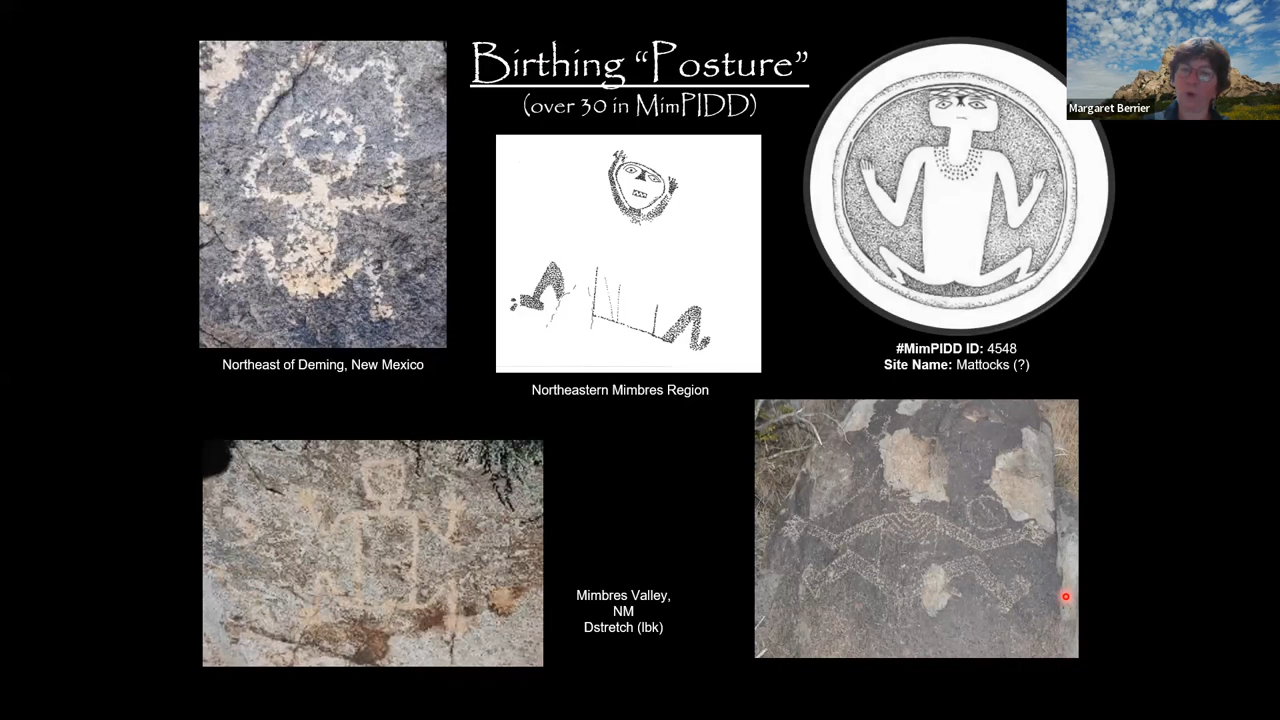 Birthing “Posture”
(over 30 in MimPIDD)
Margaret Berrier
Northeast of Deming, New Mexico
Northeastern Mimbres Region
#MimPIDD ID: 4548
Site Name: Mattocks (?)
Mimbres Valley,
NM
Dstretch (lbk)